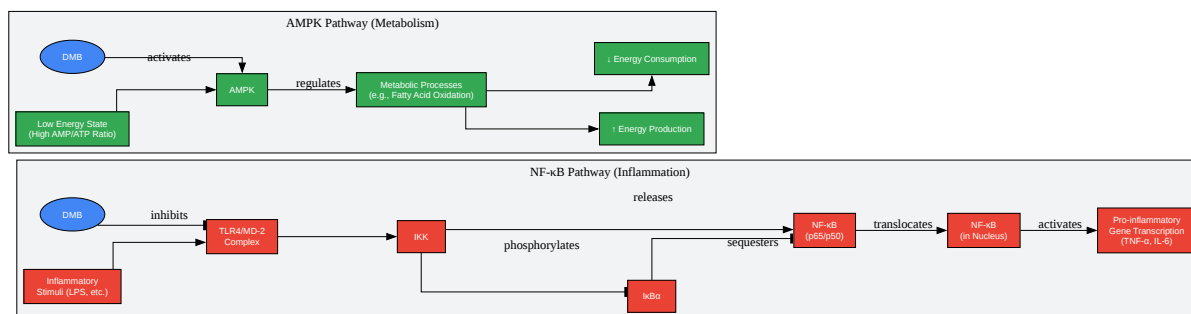 AMPK Pathway (Metabolism)
DMB
activates
↓ Energy Consumption
AMPK
regulates
Metabolic Processes
(e.g., Fatty Acid Oxidation)
Low Energy State
(High AMP/ATP Ratio)
↑ Energy Production
NF-κB Pathway (Inflammation)
releases
DMB
inhibits
TLR4/MD-2
Complex
IKK
phosphorylates
sequesters
NF-κB
(p65/p50)
translocates
NF-κB
(in Nucleus)
activates
Pro-inflammatory
Gene Transcription
(TNF-α, IL-6)
Inflammatory
Stimuli (LPS, etc.)
IκBα